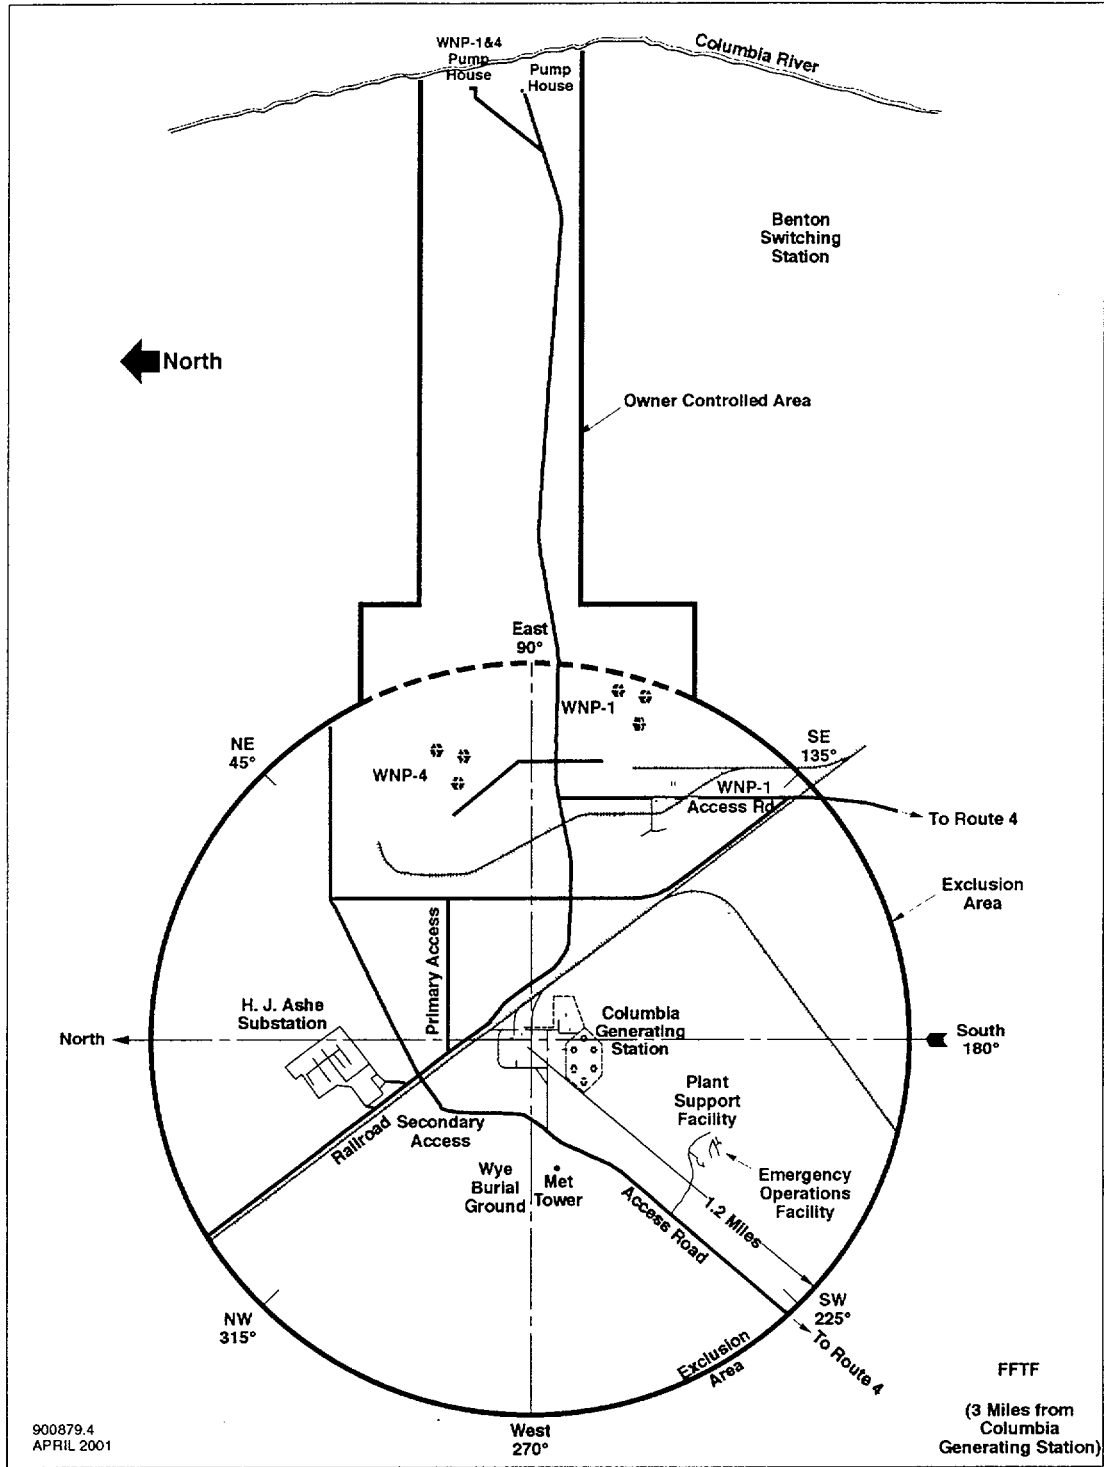 WNP-1&4
Pump
House
Pump
House
Columbia River
Benton
Switching
Station
North
Owner Controlled Area
East
90°
WNP-1
NE
45°
SE
135°
WNP-4
WNP-1
Access Rd
To Route 4
Exclusion
Area
Primary Access
H. J. Ashe
Substation
Columbia
Generating
Station
North
South
180°
Plant
Support
Facility
Railroad
Secondary
Access
Wye
Burial
Ground
Met
Tower
Emergency
Operations
Facility
Access Road
1.2 Miles
NW
315°
SW
225°
To Route 4
Exclusion
Area
FFTF
(3 Miles from
Columbia
Generating Station)
West
270°
900879.4
APRIL 2001